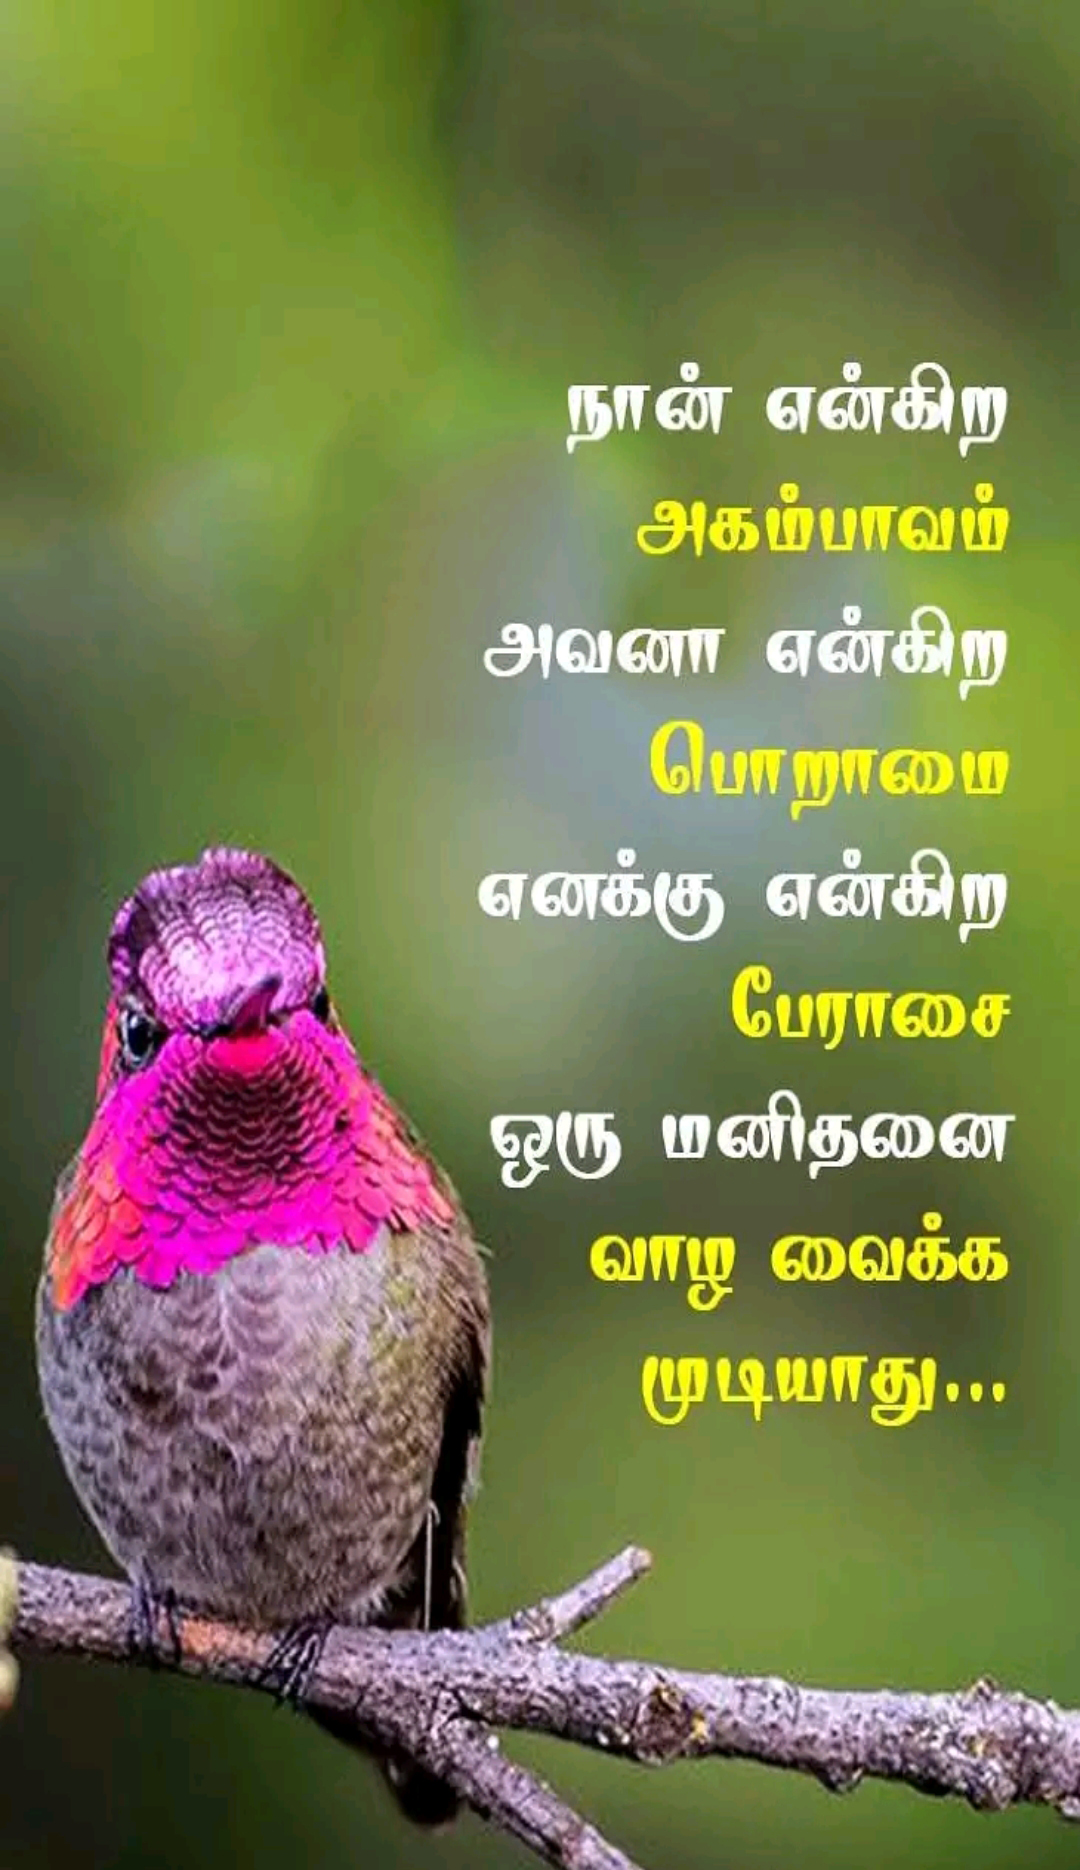 நான் என்கிற
அகம்பாவம்
அவனா என்கிற
பொறாமை
எனக்கு என்கிற
பேராசை
ஒரு மனிதனை
வாழ வைக்க
முடியாது...